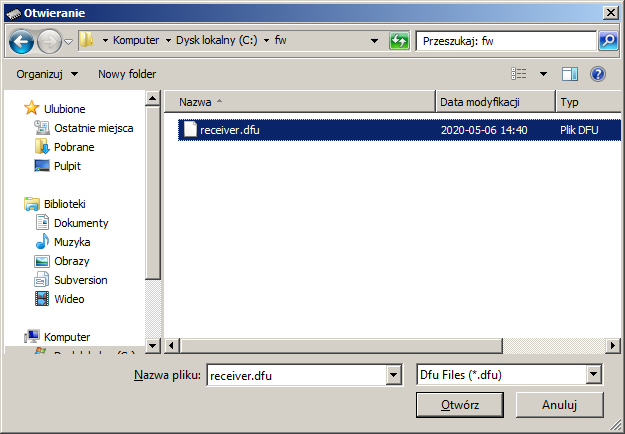 Otwieranie
Komputer Dysk lokalny (C:) fw
Przeszukaj: fw
Organizuj Nowy folder
Nazwa Data modyfikacji Typ
receiver.dfu 2020-05-06 14:40 Plik DFU
Ulubione
Ostatnie miejsca
Pobrane
Pulpit
Biblioteki
Dokumenty
Muzyka
Obrazy
Subversion
Wideo
Komputer
Nazwa pliku: receiver.dfu Dfu Files (*.dfu)
Otwórz Anuluj